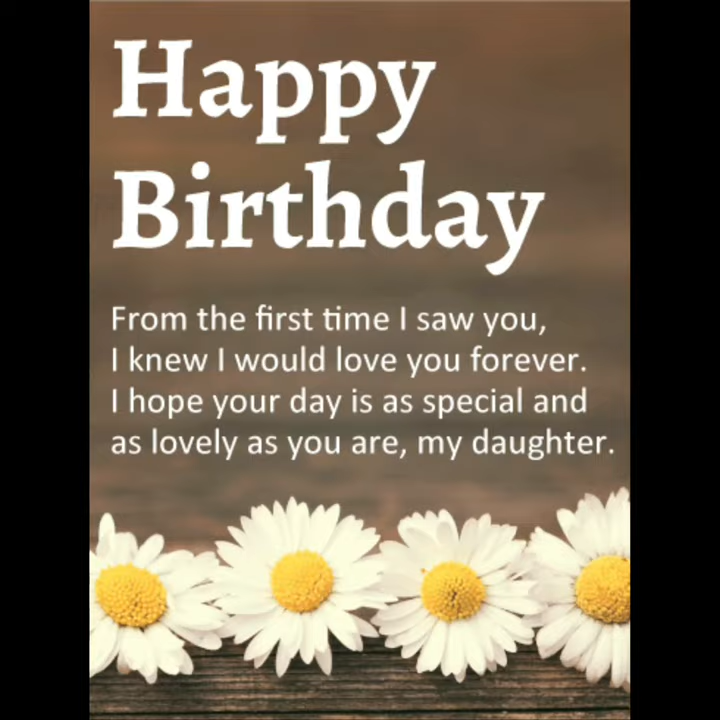 Happy
Birthday
From the first time I saw you,
I knew I would love you forever.
I hope your day is as special and
as lovely as you are, my daughter.